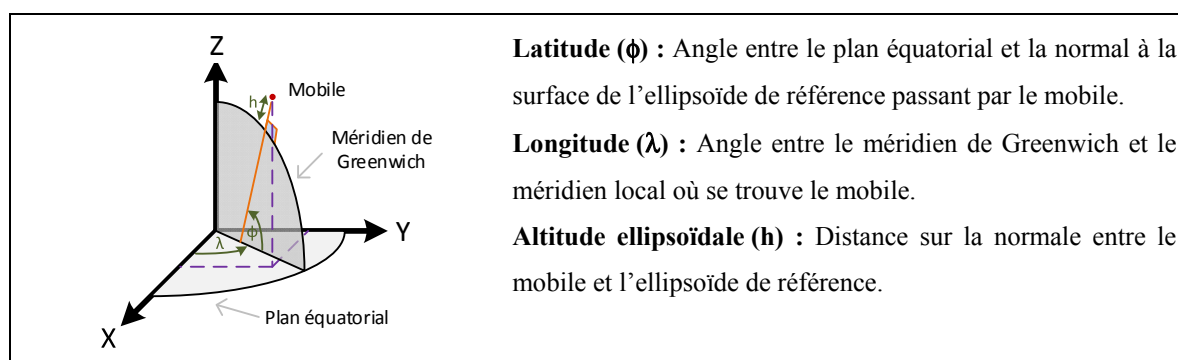 Z
h
Mobile
Méridien de
Greenwich
Y
λ
ϕ
X
Plan équatorial
Latitude (ϕ) : Angle entre le plan équatorial et la normal à la
surface de l’ellipsoïde de référence passant par le mobile.
Longitude (λ) : Angle entre le méridien de Greenwich et le
méridien local où se trouve le mobile.
Altitude ellipsoïdale (h) : Distance sur la normale entre le
mobile et l’ellipsoïde de référence.